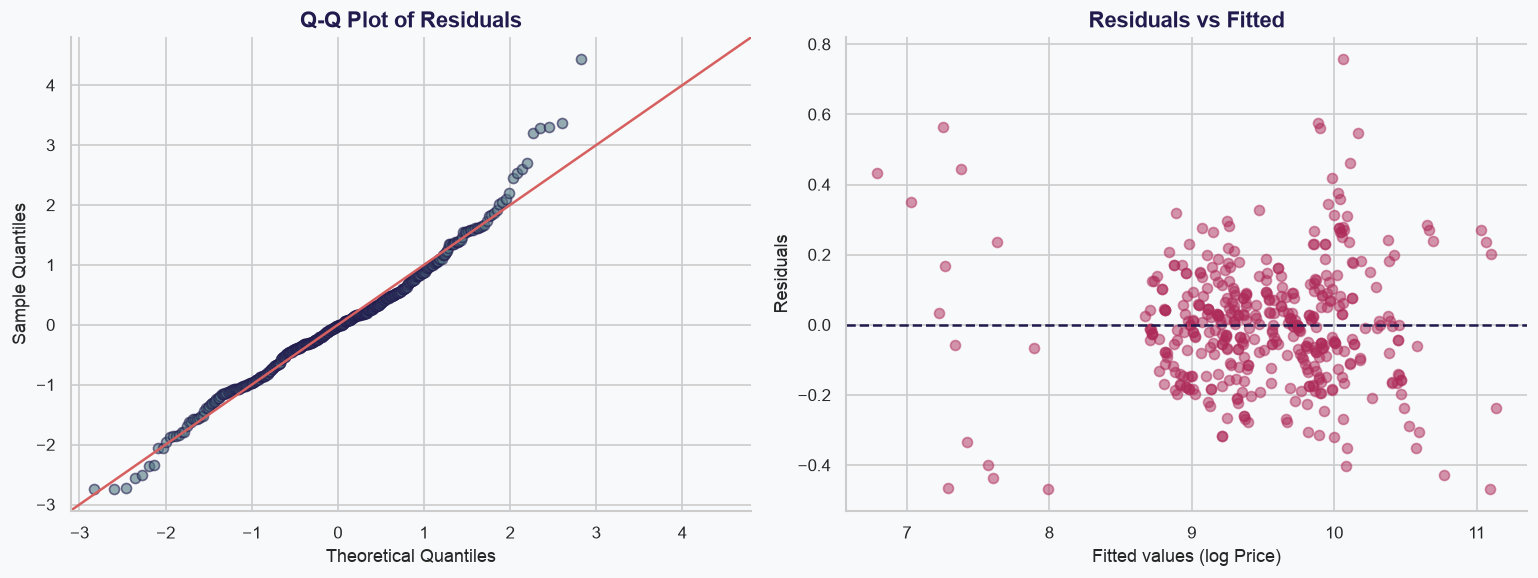 Q-Q Plot of Residuals
Sample Quantiles
4
3
2
1
0
−1
−2
−3
−3 −2 −1 0 1 2 3 4
Theoretical Quantiles
Residuals vs Fitted
Residuals
0.8
0.6
0.4
0.2
0.0
−0.2
−0.4
7 8 9 10 11
Fitted values (log Price)